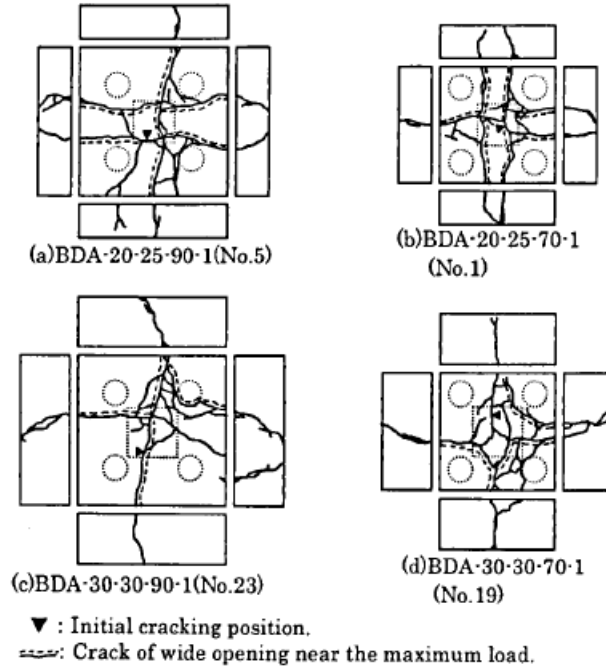 (a)BDA-20-25-90-1(No.5)
(b)BDA-20-25-70-1
(No.1)
(c)BDA-30-30-90-1(No.23)
(d)BDA-30-30-70-1
(No.19)
▼ : Initial cracking position.
: Crack of wide opening near the maximum load.